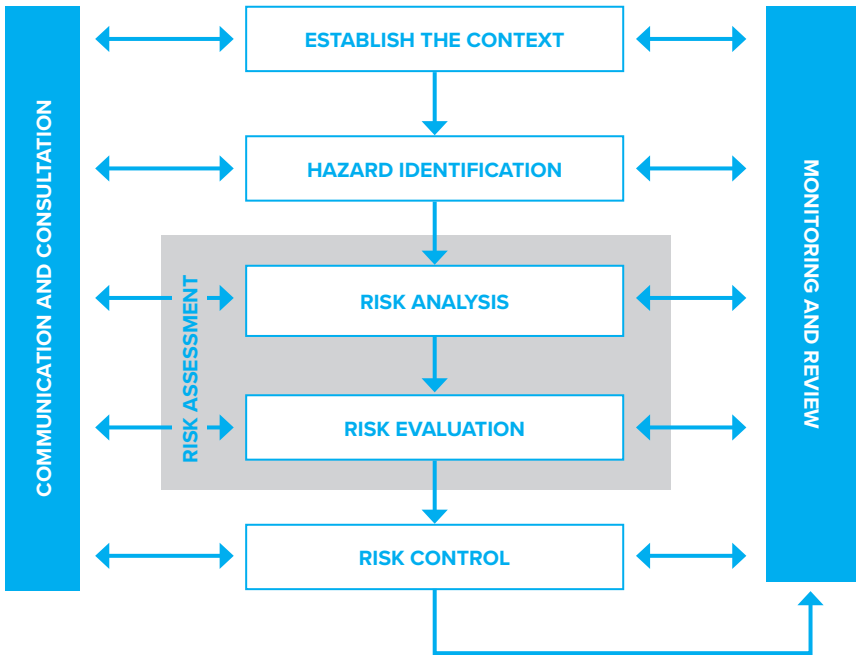 ESTABLISH THE CONTEXT
COMMUNICATION AND CONSULTATION
HAZARD IDENTIFICATION
MONITORING AND REVIEW
RISK ASSESSMENT
RISK ANALYSIS
RISK EVALUATION
RISK CONTROL